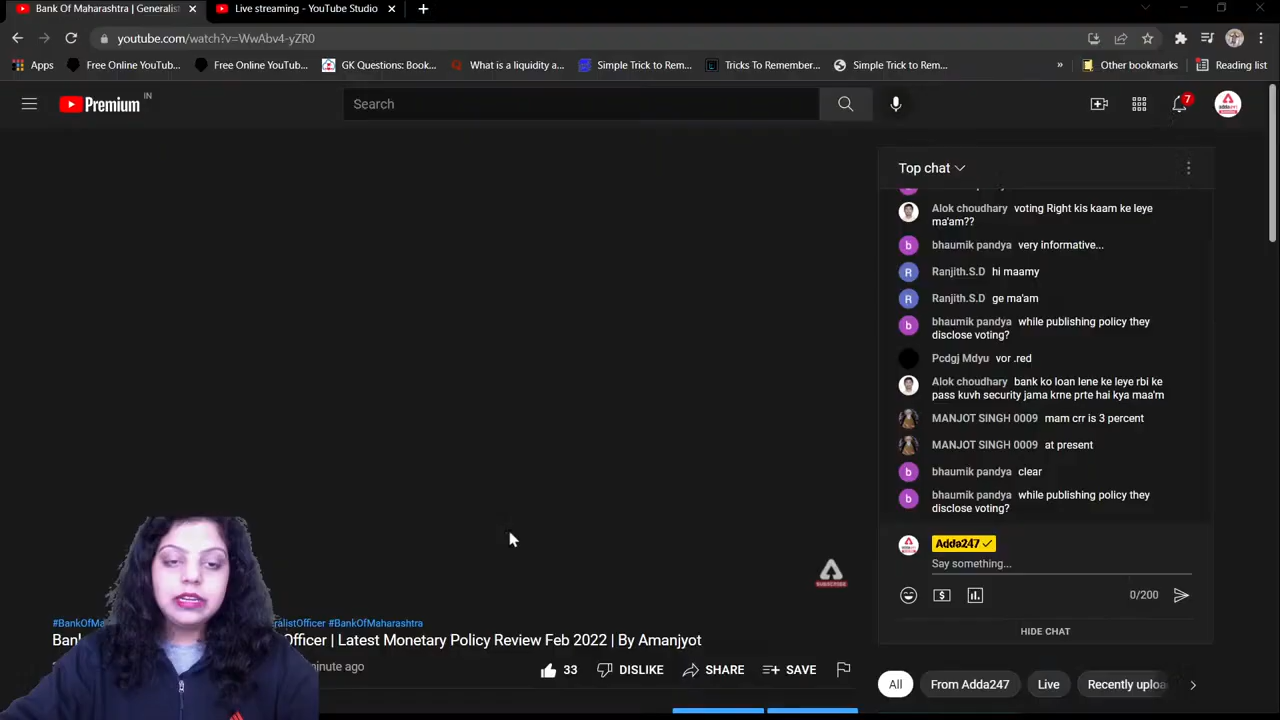 Bank Of Maharashtra | Generalist
Live streaming - YouTube Studio
youtube.com/watch?v=WwAbv4-yZR0
Apps
Free Online YouTub...
Free Online YouTub...
GK Questions: Book...
What is a liquidity a...
Simple Trick to Rem...
Tricks To Remember...
Simple Trick to Rem...
»
Other bookmarks
Reading list
Premium IN
Search
7
Top chat
Alok choudhary voting Right kis kaam ke leye
ma'am??
b
bhaumik pandya very informative...
R
Ranjith.S.D hi maamy
R
Ranjith.S.D ge ma'am
b
bhaumik pandya while publishing policy they
disclose voting?
Pcdgj Mdyu vor .red
Alok choudhary bank ko loan lene ke leye rbi ke
pass kuvh security jama krne prte hai kya maa'm
MANJOT SINGH 0009 mam crr is 3 percent
MANJOT SINGH 0009 at present
b
bhaumik pandya clear
b
bhaumik pandya while publishing policy they
disclose voting?
Adda247
Say something...
0/200
HIDE CHAT
SUBSCRIBE
#BankOfMa
eralistOfficer #BankOfMaharashtra
Ban
Officer | Latest Monetary Policy Review Feb 2022 | By Amanjyot
minute ago
33
DISLIKE
SHARE
SAVE
All
From Adda247
Live
Recently uploa